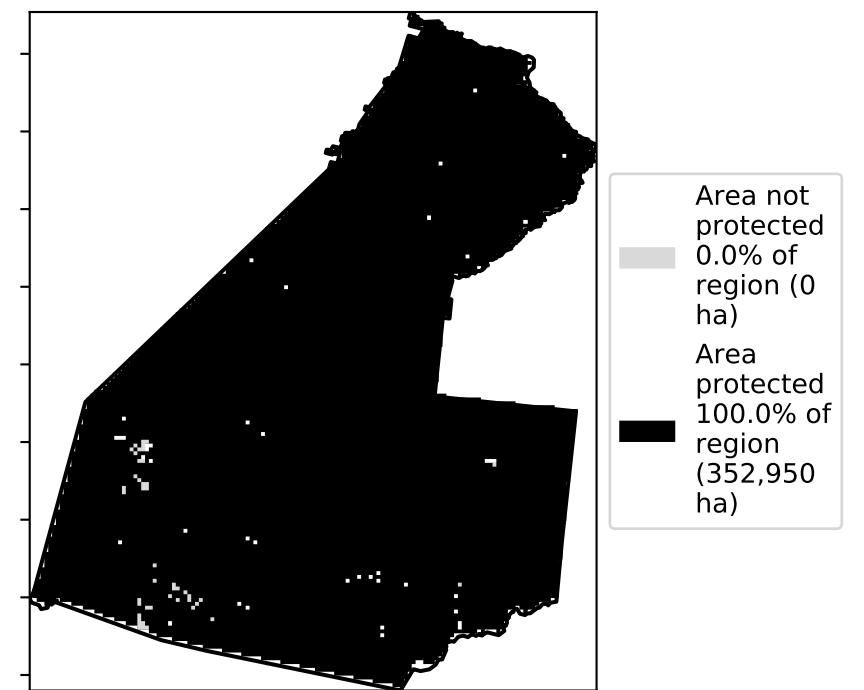 Area not
protected
0.0% of
region (0
ha)
Area
protected
100.0% of
region
(352,950
ha)